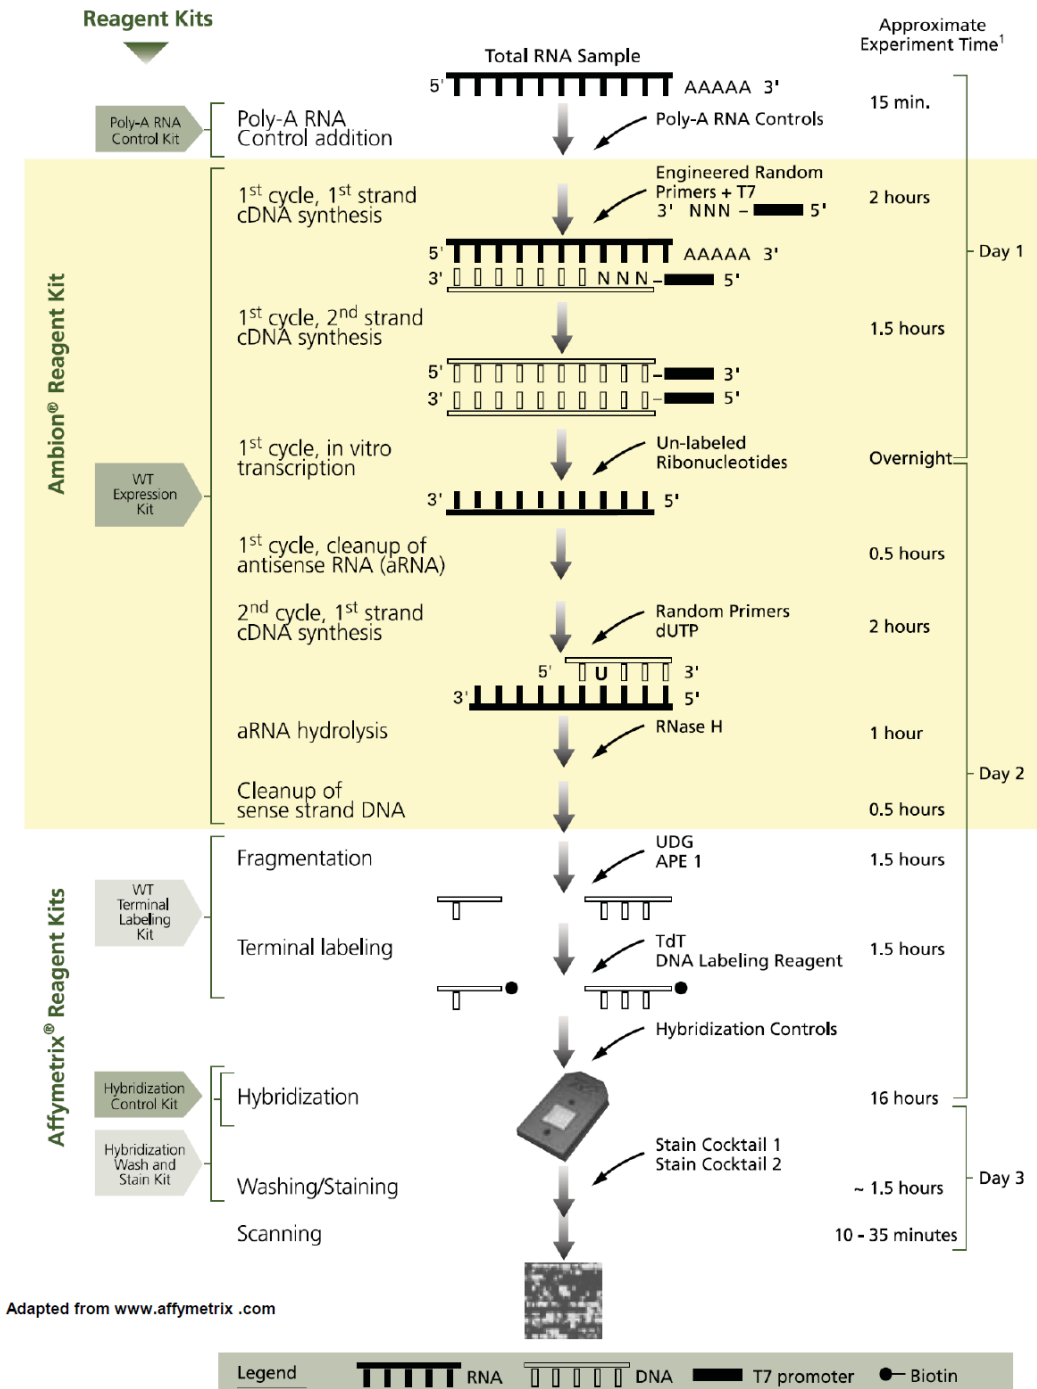 Reagent Kits
Approximate
Experiment Time1
Total RNA Sample
5' AAAAA 3'
15 min.
Poly-A RNA
Control Kit
Poly-A RNA
Control addition
Poly-A RNA Controls
Ambion® Reagent Kit
WT
Expression
Kit
1st cycle, 1st strand
cDNA synthesis
Engineered Random
Primers + T7
3' NNN – 5'
2 hours
Day 1
5' AAAAA 3'
3' N N N – 5'
1st cycle, 2nd strand
cDNA synthesis
1.5 hours
5' – 3'
3' – 5'
1st cycle, in vitro
transcription
Un-labeled
Ribonucleotides
Overnight
3' 5'
1st cycle, cleanup of
antisense RNA (aRNA)
0.5 hours
2nd cycle, 1st strand
cDNA synthesis
Random Primers
dUTP
2 hours
5' U 3'
3' 5'
aRNA hydrolysis
RNase H
1 hour
Day 2
Cleanup of
sense strand DNA
0.5 hours
Affymetrix® Reagent Kits
WT
Terminal
Labeling
Kit
Fragmentation
UDG
APE 1
1.5 hours
Terminal labeling
TdT
DNA Labeling Reagent
1.5 hours
Hybridization Controls
Hybridization
Control Kit
Hybridization
16 hours
Hybridization
Wash and
Stain Kit
Stain Cocktail 1
Stain Cocktail 2
Washing/Staining
~ 1.5 hours
Day 3
Scanning
10 - 35 minutes
Adapted from www.affymetrix .com
Legend RNA DNA T7 promoter Biotin